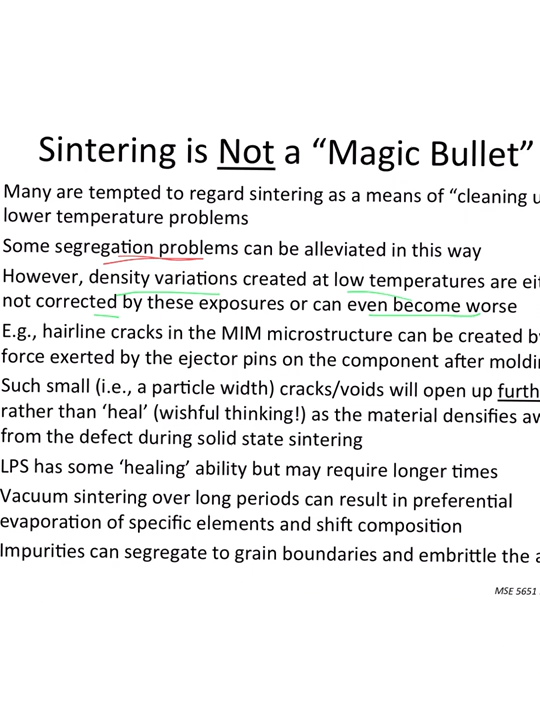 Sintering is Not a “Magic Bullet”
Many are tempted to regard sintering as a means of “cleaning
lower temperature problems
Some segregation problems can be alleviated in this way
However, density variations created at low temperatures are
not corrected by these exposures or can even become worse
E.g., hairline cracks in the MIM microstructure can be created
force exerted by the ejector pins on the component after
Such small (i.e., a particle width) cracks/voids will open up
rather than ‘heal’ (wishful thinking!) as the material densifies
from the defect during solid state sintering
LPS has some ‘healing’ ability but may require longer times
Vacuum sintering over long periods can result in preferential
evaporation of specific elements and shift composition
Impurities can segregate to grain boundaries and embrittle the
MSE 5651